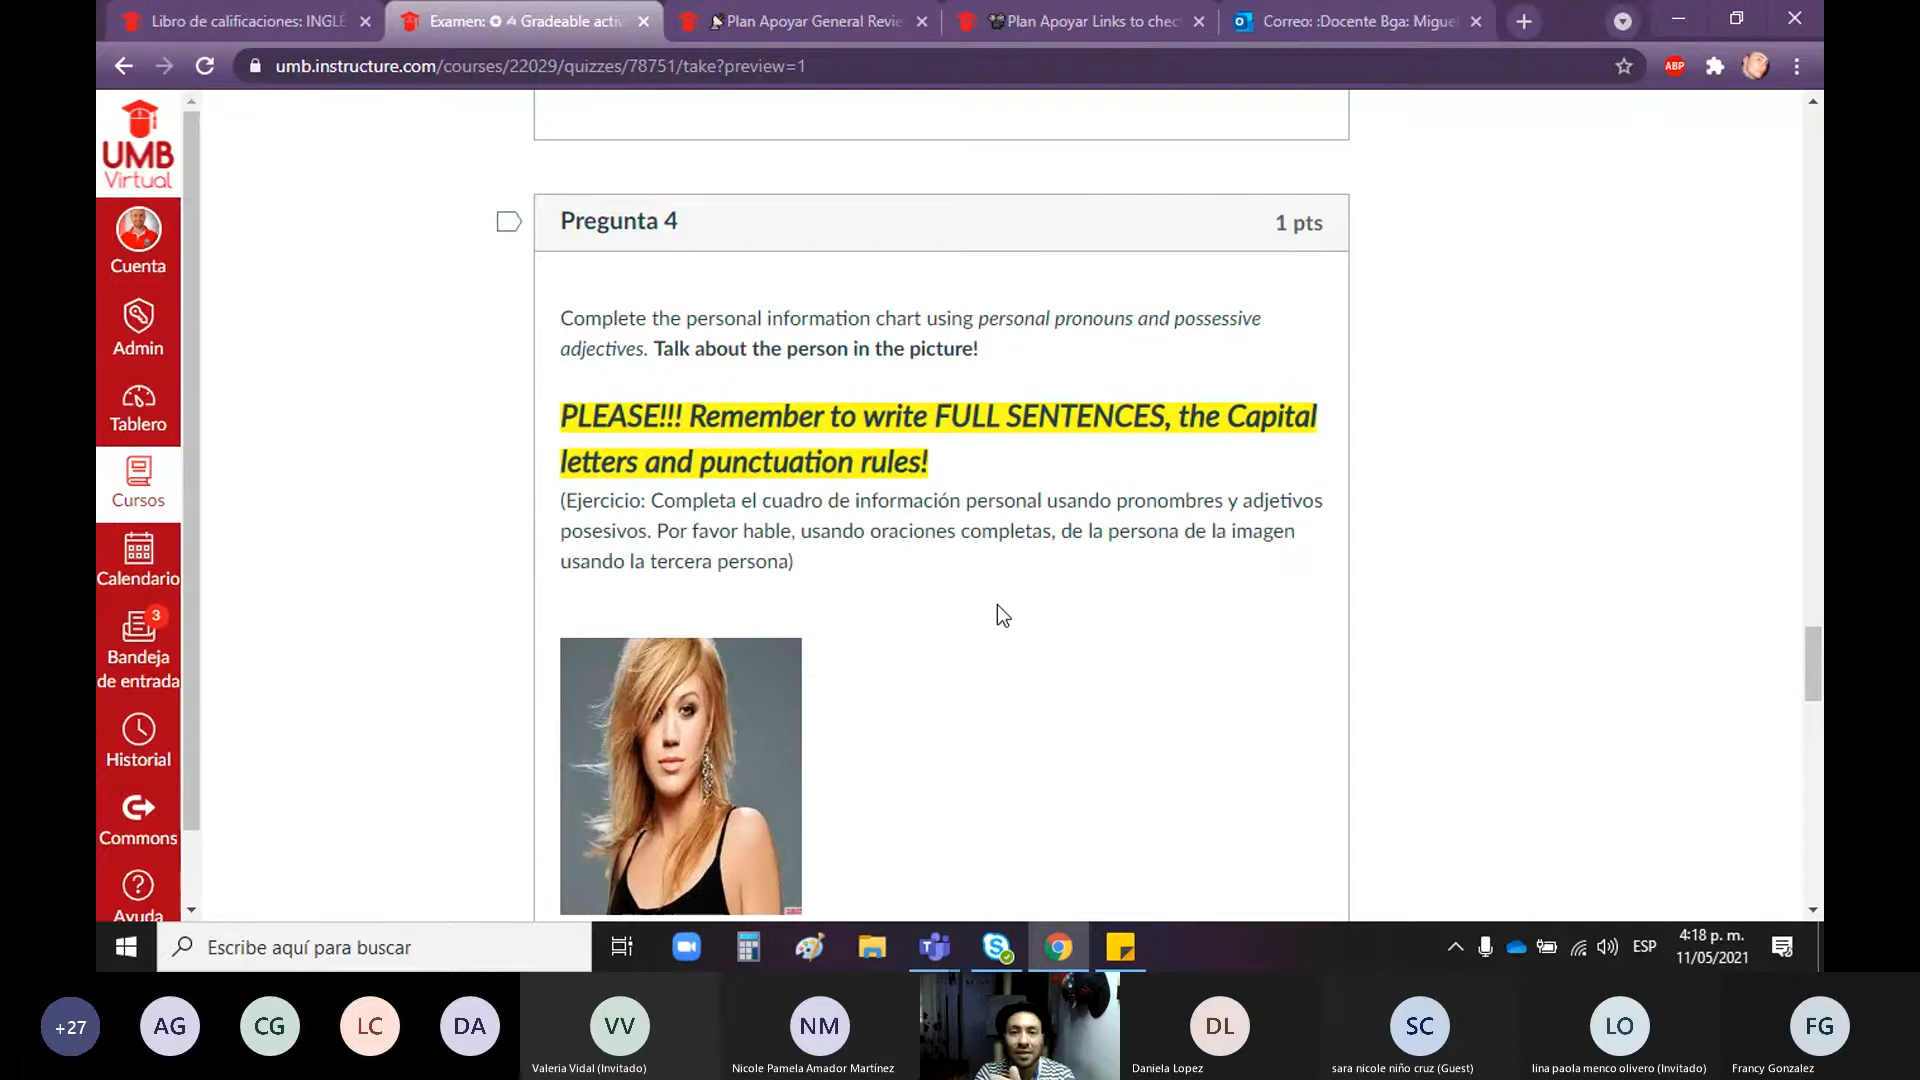 Libro de calificaciones: INGLÉ
Examen: ✪ Gradeable acti
Plan Apoyar General Revie
Plan Apoyar Links to chec
Correo: :Docente Bga: Migue
umb.instructure.com/courses/22029/quizzes/78751/take?preview=1
ABP
UMB
Virtual
Cuenta
Admin
Tablero
Cursos
Calendario
3
Bandeja
de entrada
Historial
Commons
Ayuda
Pregunta 4
1 pts
Complete the personal information chart using personal pronouns and possessive
adjectives. Talk about the person in the picture!
PLEASE!!! Remember to write FULL SENTENCES, the Capital
letters and punctuation rules!
(Ejercicio: Completa el cuadro de información personal usando pronombres y adjetivos
posesivos. Por favor hable, usando oraciones completas, de la persona de la imagen
usando la tercera persona)
Escribe aquí para buscar
ESP
4:18 p. m.
11/05/2021
+27
AG
CG
LC
DA
VV
Valeria Vidal (Invitado)
NM
Nicole Pamela Amador Martínez
DL
Daniela Lopez
SC
sara nicole niño cruz (Guest)
LO
lina paola menco olivero (Invitado)
FG
Francy Gonzalez